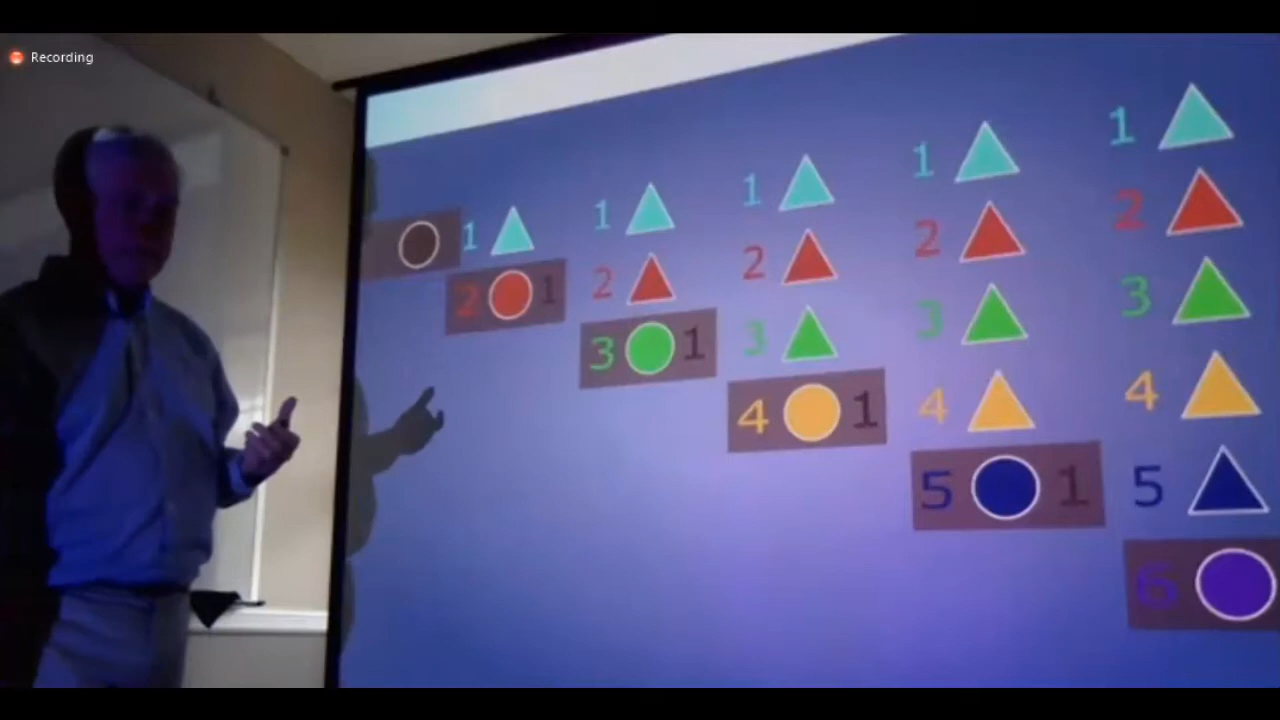 Recording
1 1 1 1 1
2 1 2 2 2 2
3 1 3 3 3
4 1 4 4
5 1 5
6